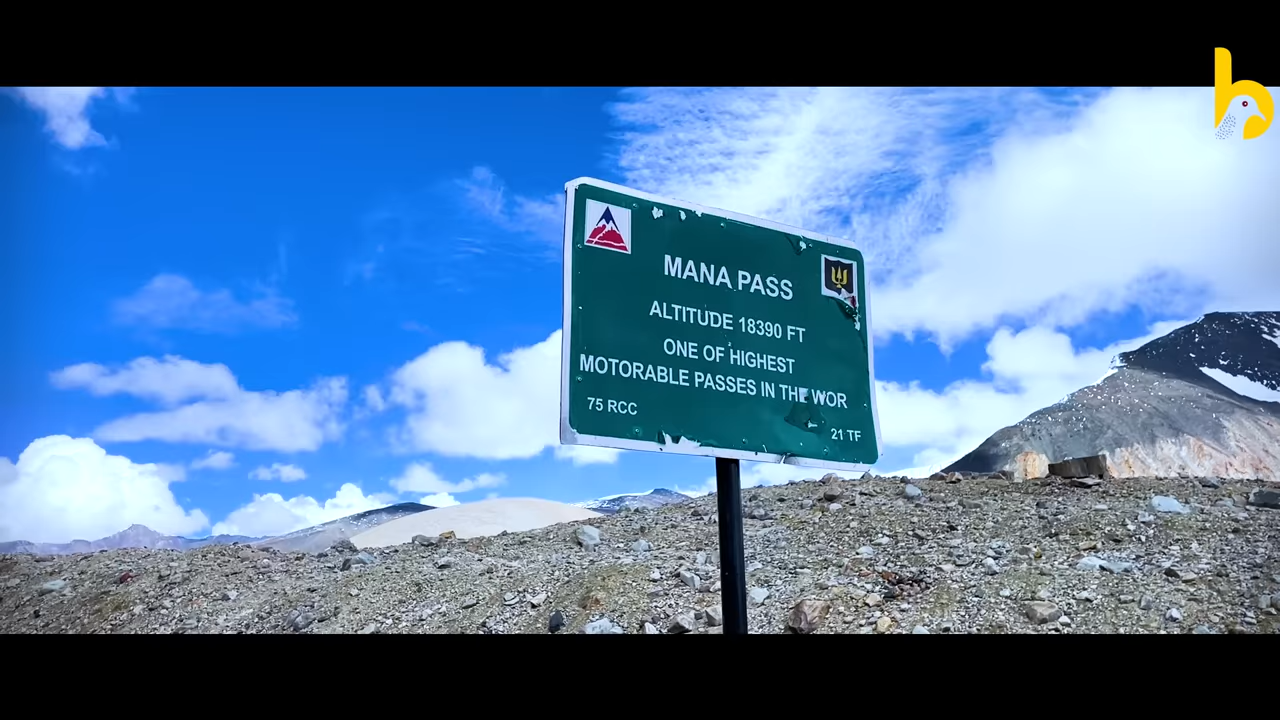 MANA PASS
ALTITUDE 18390 FT
ONE OF HIGHEST
MOTORABLE PASSES IN THE WOR
75 RCC
21 TF